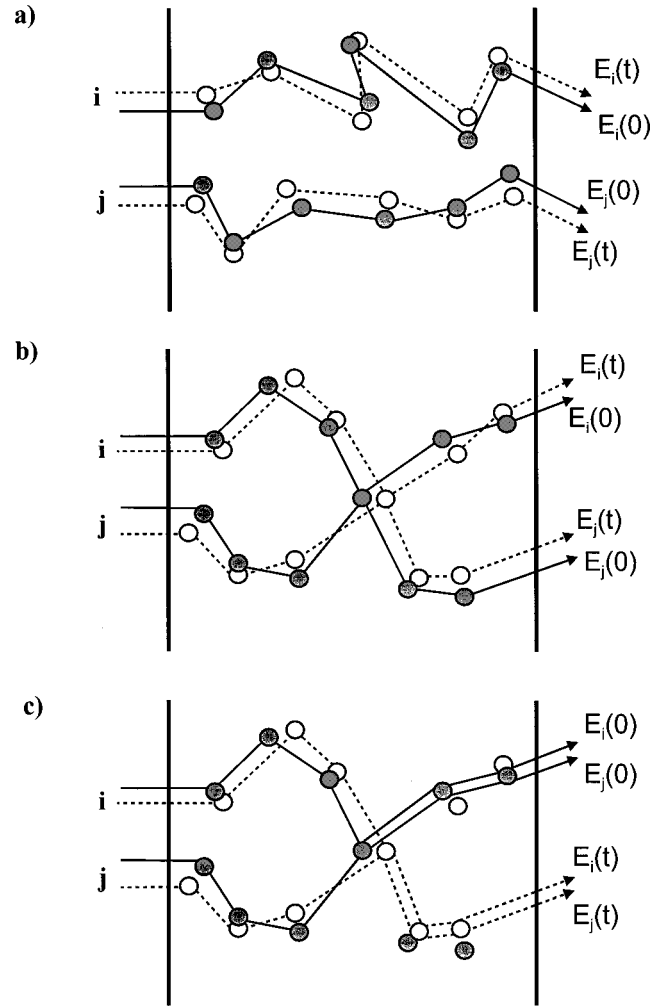 a)
i
E_i(t)
E_i(0)
j
E_j(0)
E_j(t)
b)
i
E_i(t)
E_i(0)
j
E_j(t)
E_j(0)
c)
i
E_i(0)
E_j(0)
j
E_i(t)
E_j(t)